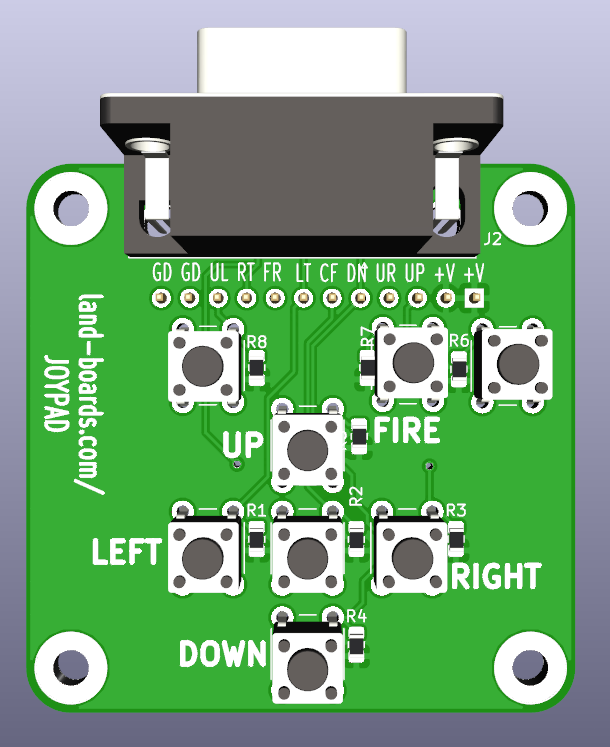 J2
GD GD UL RT FR LT CF DN UR UP +V +V
land-boards.com/
JOYPAD
R8
R7
R6
UP
FIRE
R1
R2
R3
LEFT
RIGHT
R4
DOWN